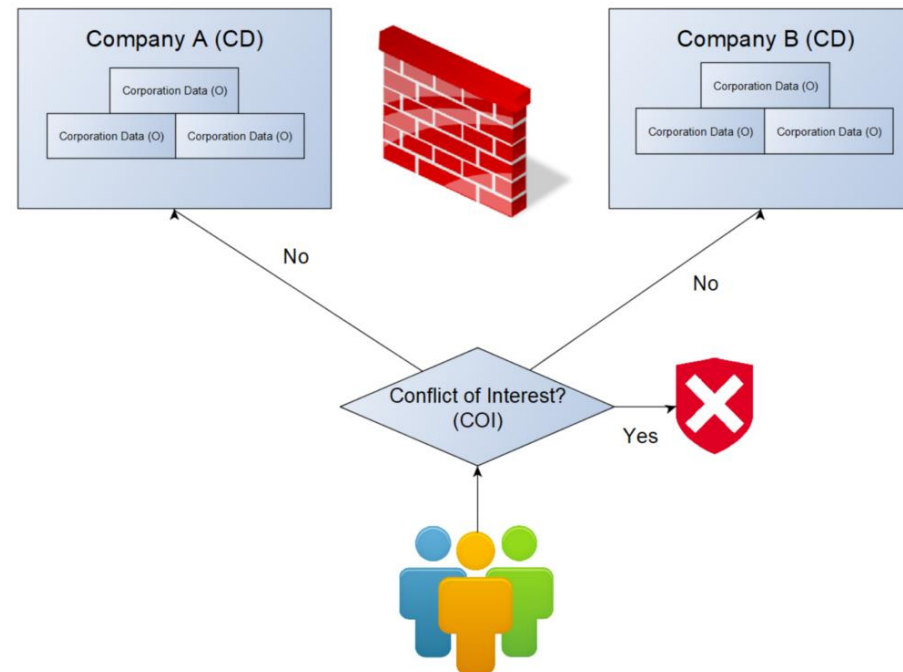 Company A (CD)
Corporation Data (O)
Corporation Data (O)
Corporation Data (O)
Company B (CD)
Corporation Data (O)
Corporation Data (O)
Corporation Data (O)
No
No
Conflict of Interest?
(COI)
Yes